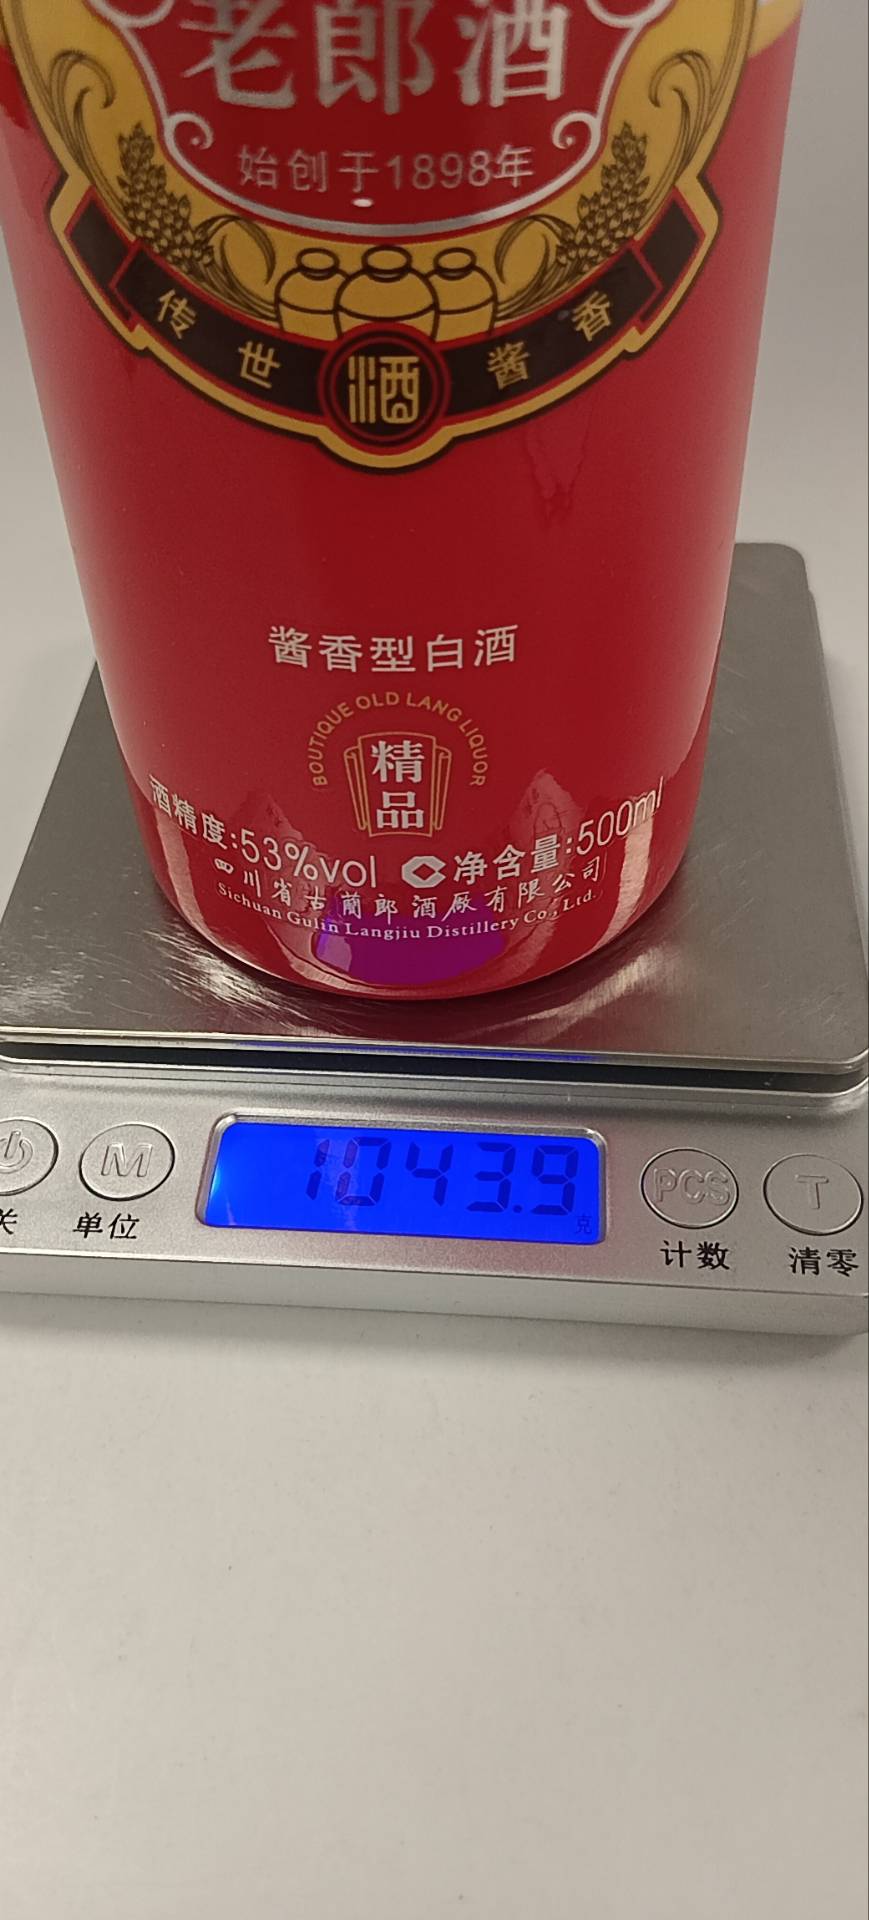 老郎酒
始创于1898年
传世酒酱香
酱香型白酒
BOUTIQUE OLD LANG LIQUOR
精
品
酒精度:53%vol 净含量:500ml
四川省古蘭郎酒厰有限公司
Sichuan Gulin Langjiu Distillery Co., Ltd.
1043.9
克
M
PCS
T
关
单位
计数
清零